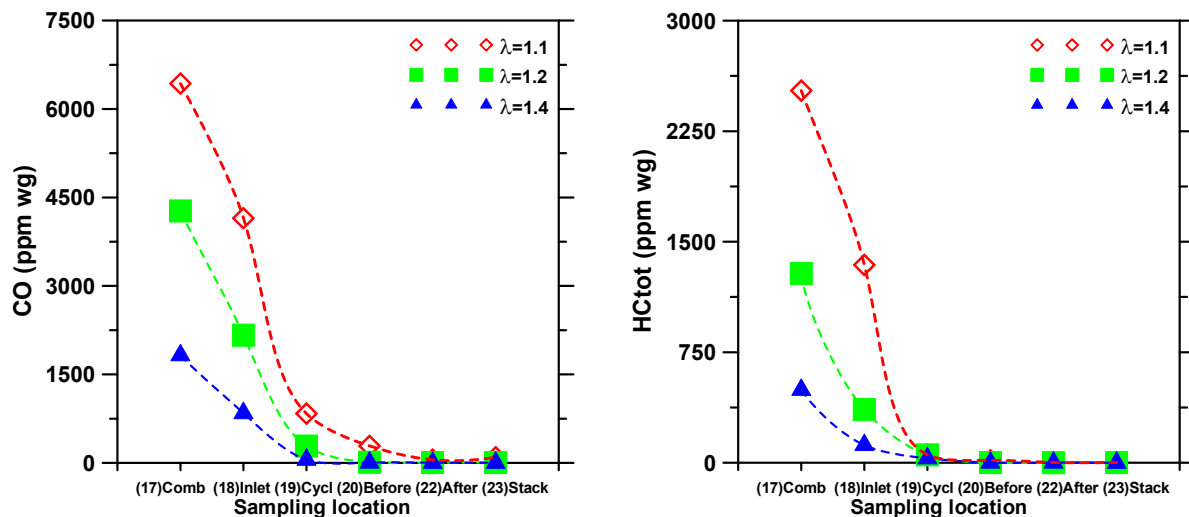 7500
6000
4500
3000
1500
0
CO (ppm wg)
λ=1.1
λ=1.2
λ=1.4
(17)Comb (18)Inlet (19)Cycl (20)Before (22)After (23)Stack
Sampling location
3000
2250
1500
750
0
HCtot (ppm wg)
λ=1.1
λ=1.2
λ=1.4
(17)Comb (18)Inlet (19)Cycl (20)Before (22)After (23)Stack
Sampling location